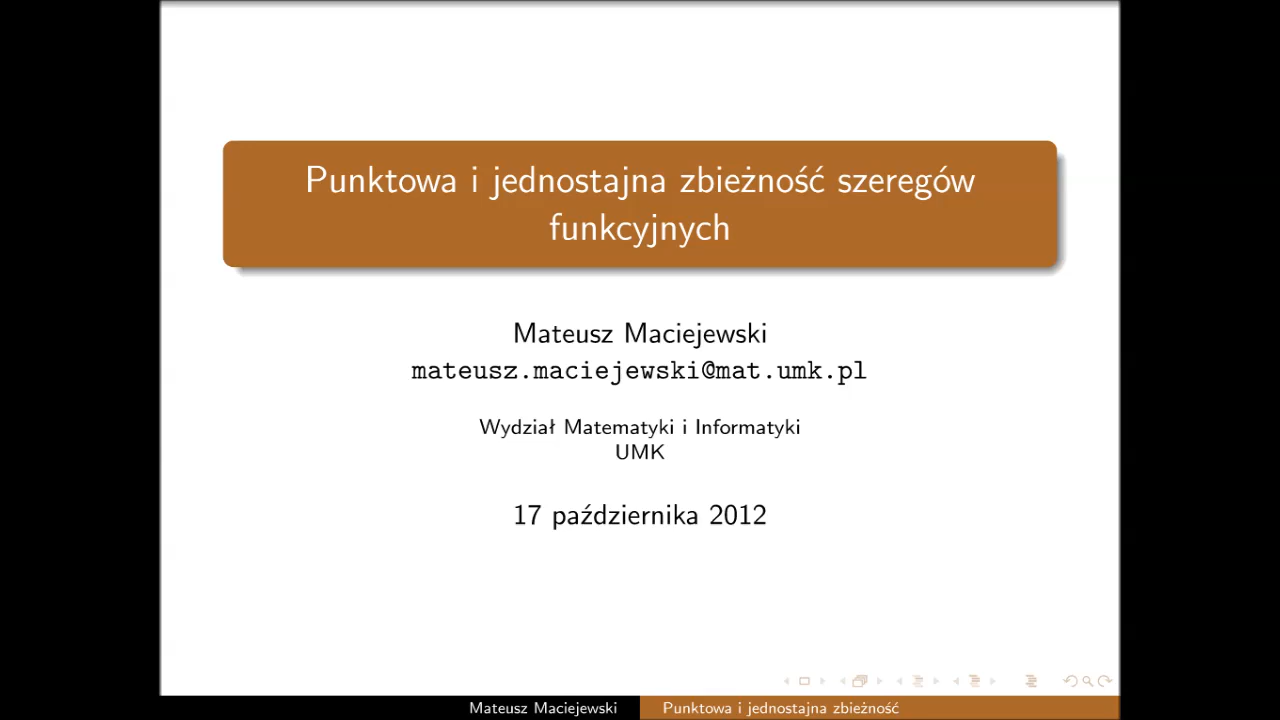 Punktowa i jednostajna zbieżność szeregów
funkcyjnych
Mateusz Maciejewski
mateusz.maciejewski@mat.umk.pl
Wydział Matematyki i Informatyki
UMK
17 października 2012
Mateusz Maciejewski
Punktowa i jednostajna zbieżność